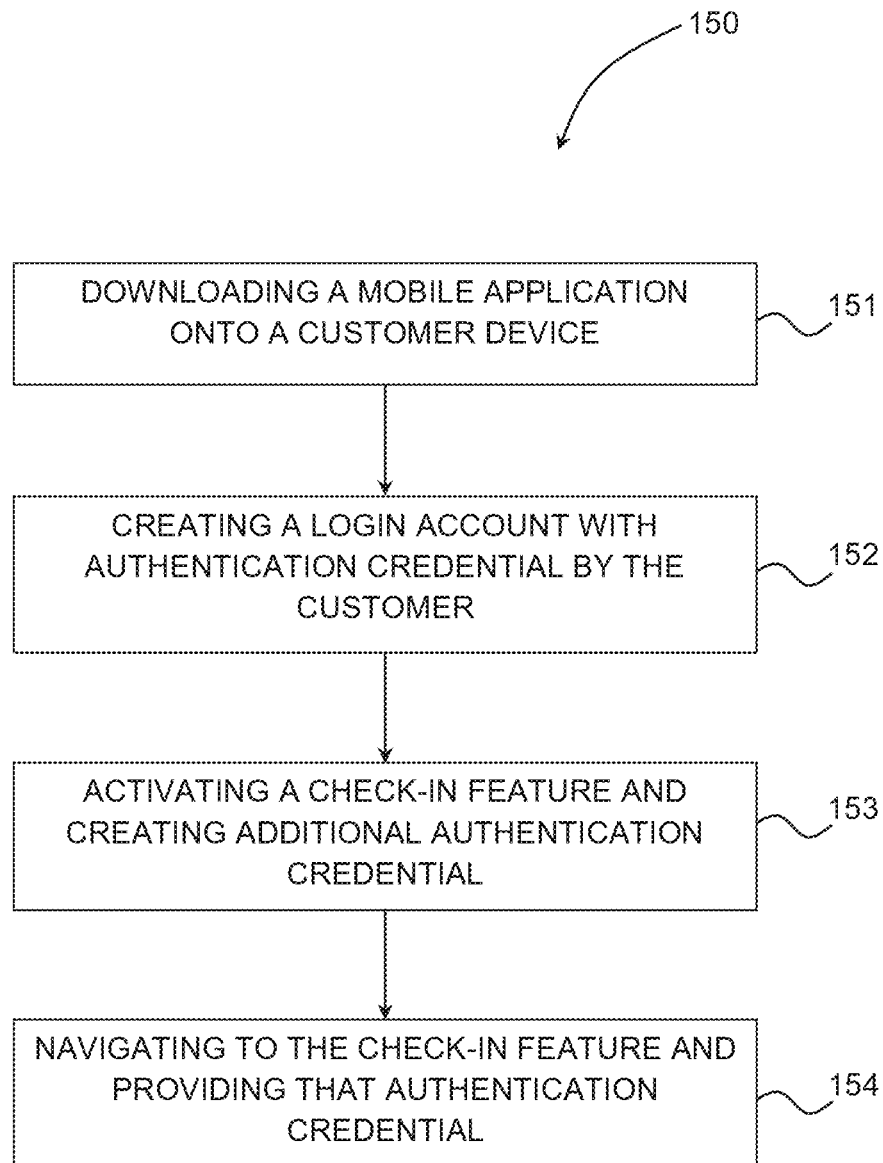 150
DOWNLOADING A MOBILE APPLICATION
ONTO A CUSTOMER DEVICE
151
CREATING A LOGIN ACCOUNT WITH
AUTHENTICATION CREDENTIAL BY THE
CUSTOMER
152
ACTIVATING A CHECK-IN FEATURE AND
CREATING ADDITIONAL AUTHENTICATION
CREDENTIAL
153
NAVIGATING TO THE CHECK-IN FEATURE AND
PROVIDING THAT AUTHENTICATION
CREDENTIAL
154